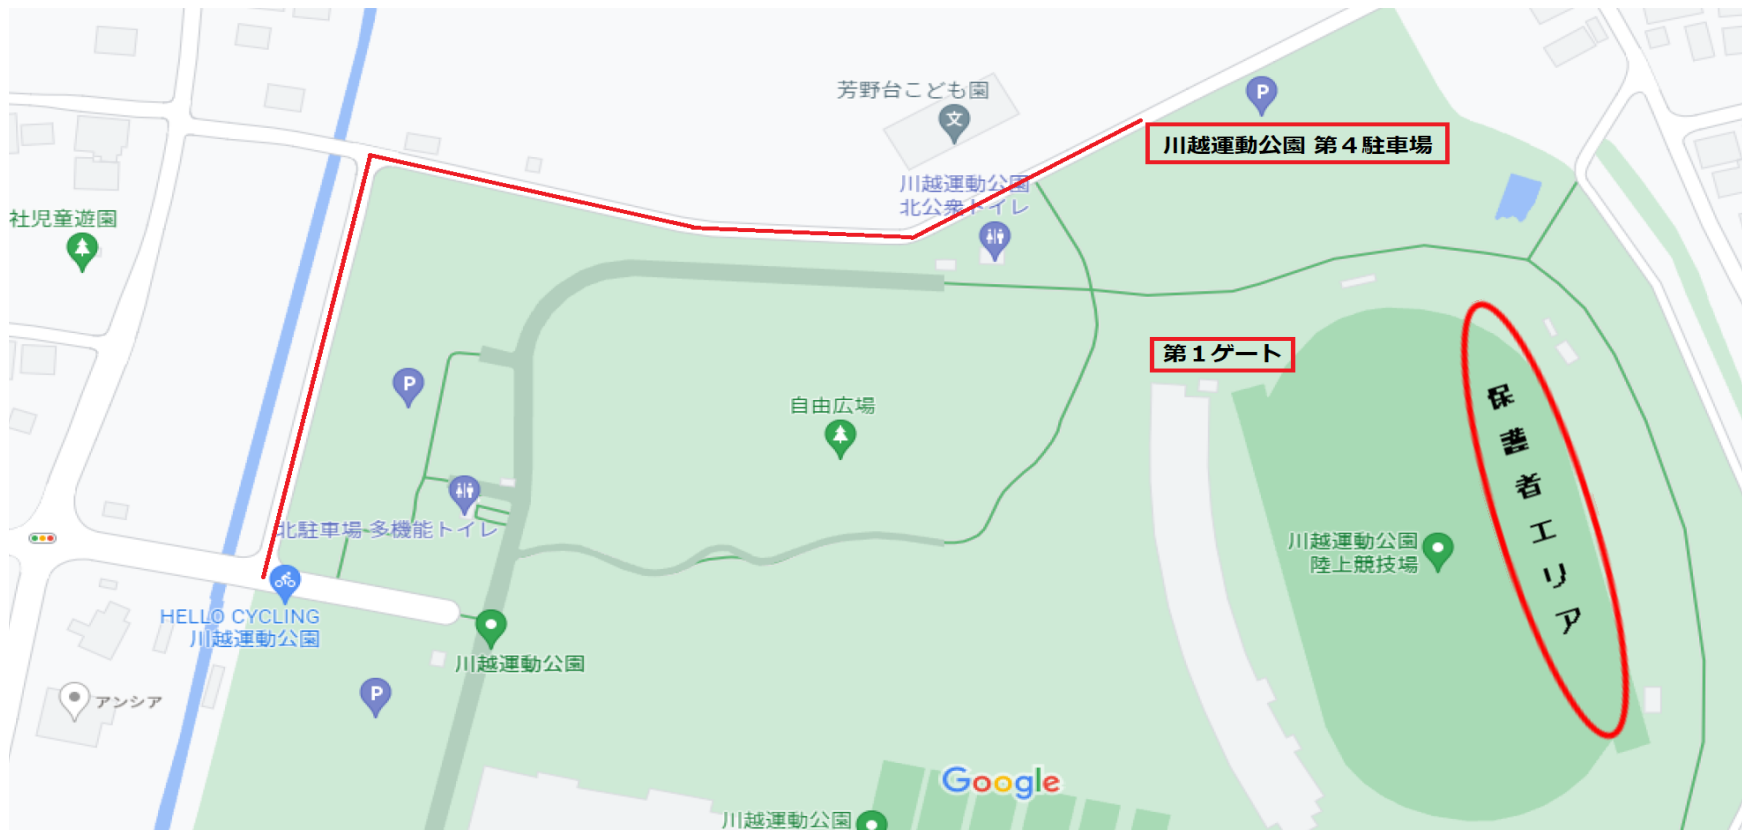 芳野台こども園
川越運動公園 第４駐車場
川越運動公園
北公衆トイレ
社児童遊園
第１ゲート
自由広場
保護者エリア
北駐車場 多機能トイレ
川越運動公園
陸上競技場
HELLO CYCLING
川越運動公園
川越運動公園
アンシア
Google
川越運動公園
P
P
P
文